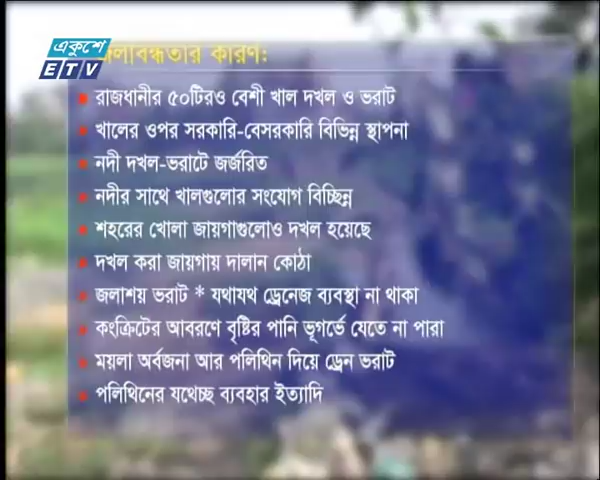 একুশে
ETV
জলাবদ্ধতার কারণ:
রাজধানীর ৫০টিরও বেশী খাল দখল ও ভরাট
খালের ওপর সরকারি-বেসরকারি বিভিন্ন স্থাপনা
নদী দখল-ভরাটে জর্জরিত
নদীর সাথে খালগুলোর সংযোগ বিচ্ছিন্ন
শহরের খোলা জায়গাগুলোও দখল হয়েছে
দখল করা জায়গায় দালান কোঠা
জলাশয় ভরাট * যথাযথ ড্রেনেজ ব্যবস্থা না থাকা
কংক্রিটের আবরণে বৃষ্টির পানি ভূগর্ভে যেতে না পারা
ময়লা অর্বজনা আর পলিথিন দিয়ে ড্রেন ভরাট
পলিথিনের যথেচ্ছ ব্যবহার ইত্যাদি